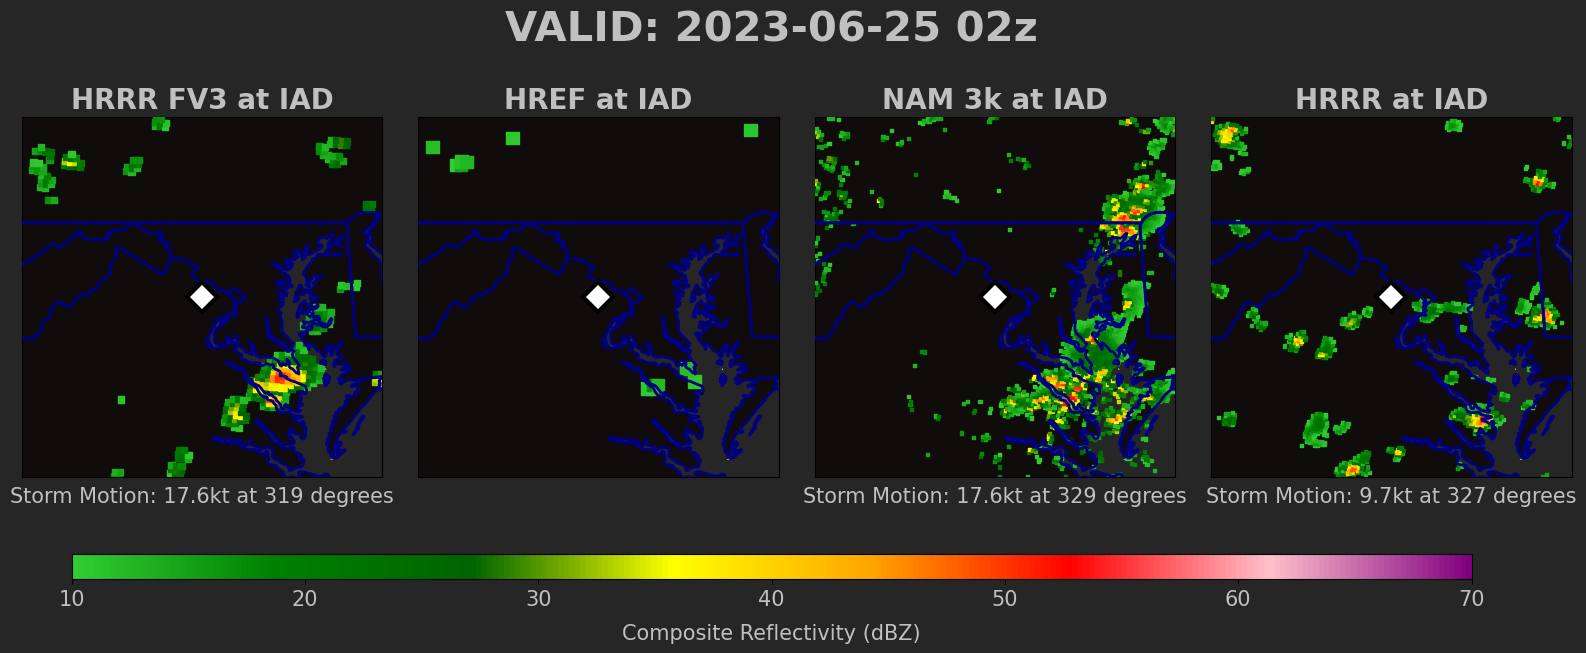 VALID: 2023-06-25 02z
HRRR FV3 at IAD
HREF at IAD
NAM 3k at IAD
HRRR at IAD
Storm Motion: 17.6kt at 319 degrees
Storm Motion: 17.6kt at 329 degrees
Storm Motion: 9.7kt at 327 degrees
10 20 30 40 50 60 70
Composite Reflectivity (dBZ)